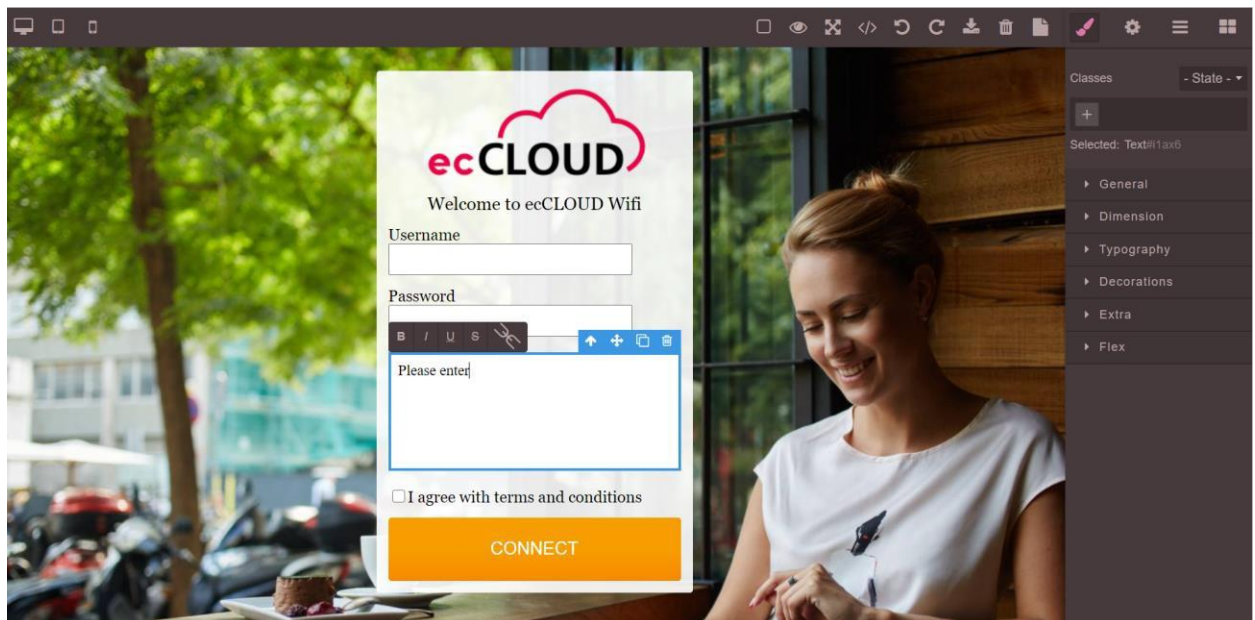 </>
Classes
- State -
+
Selected: Text#i1ax6
General
Dimension
Typography
Decorations
Extra
Flex
ecCLOUD
Welcome to ecCLOUD Wifi
Username
Password
B I U S
Please enter
I agree with terms and conditions
CONNECT